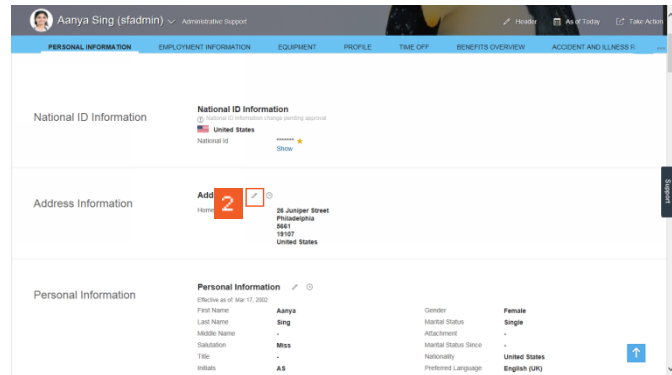 Aanya Sing (sfadmin) Administrative Support Header As of Today Take Action
PERSONAL INFORMATION EMPLOYMENT INFORMATION EQUIPMENT PROFILE TIME OFF BENEFITS OVERVIEW ACCIDENT AND ILLNESS R
National ID Information
National ID Information
National ID Information change pending approval
United States
National Id ******* ★
Show
Support
Address Information
Add 2
Home
26 Juniper Street
Philadelphia
5661
19107
United States
Personal Information
Personal Information
Effective as of: Mar 17, 2002
First Name Aanya Gender Female
Last Name Sing Marital Status Single
Middle Name - Attachment -
Salutation Miss Marital Status Since -
Title - Nationality United States
Initials AS Preferred Language English (UK)